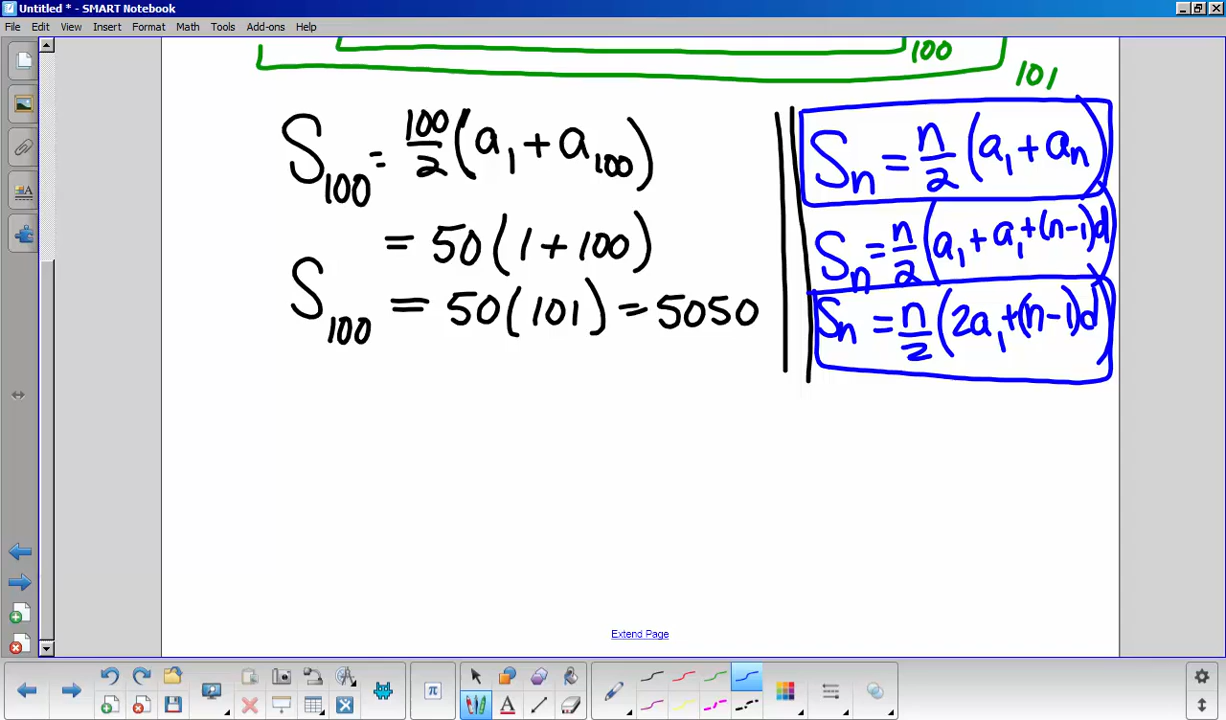 Untitled * - SMART Notebook
File Edit View Insert Format Math Tools Add-ons Help
100
101
S₁₀₀ = 100/2 (a₁ + a₁₀₀)
= 50(1 + 100)
S₁₀₀ = 50(101) = 5050
Sₙ = n/2 (a₁ + aₙ)
Sₙ = n/2 (a₁ + a₁ + (n-1)d)
Sₙ = n/2 (2a₁ + (n-1)d)
Extend Page